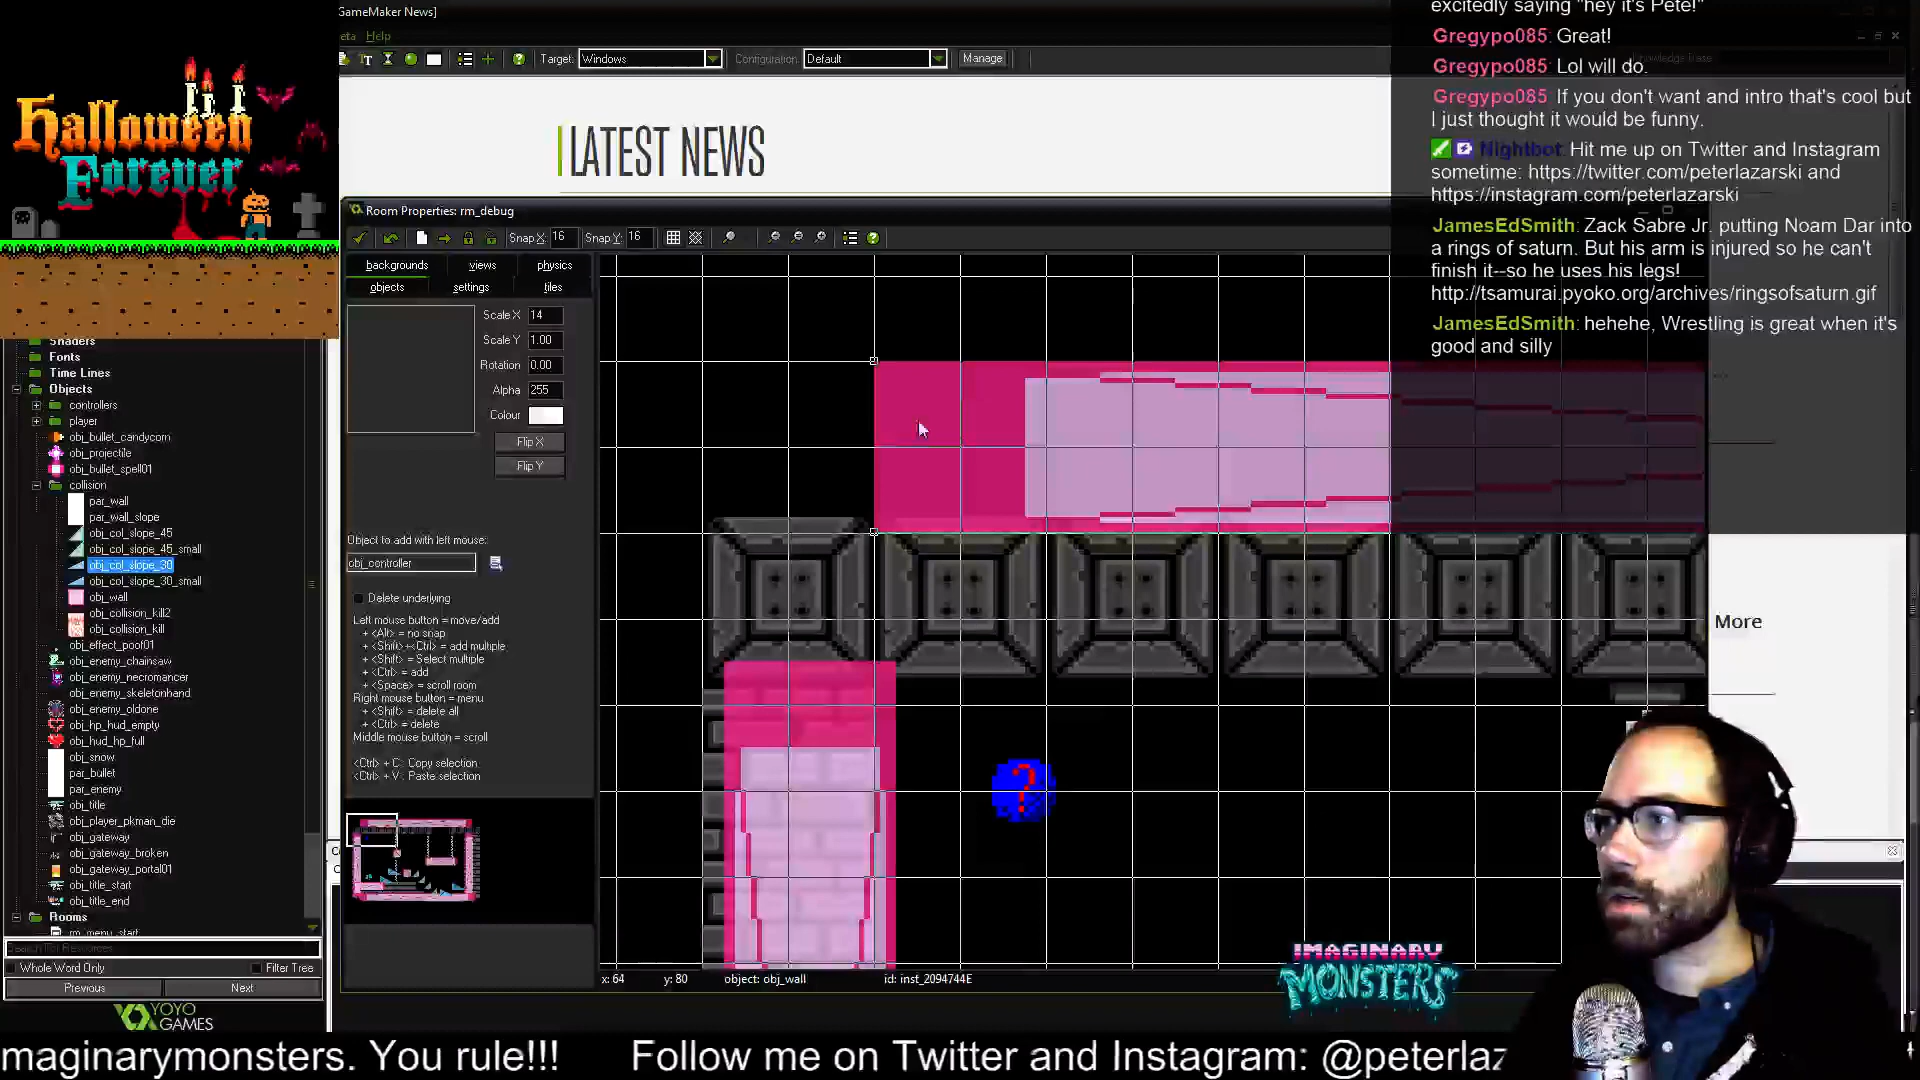 GameMaker News]
Help
Target:
Windows
Configuration:
Default
Manage
LATEST NEWS
Halloween
Forever
Room Properties: rm_debug
Snap X:
16
Snap Y:
16
backgrounds
views
physics
objects
settings
tiles
Scale X
14
Scale Y
1.00
Rotation
0.00
Alpha
255
Colour
Flip X
Flip Y
Object to add with left mouse:
obj_controller
Delete underlying
Left mouse button = move/add
+ <Alt> = no snap
+ <Shift>+<Ctrl> = add multiple
+ <Shift> = Select multiple
+ <Ctrl> = add
+ <Space> = scroll room
Right mouse button = menu
+ <Shift> = delete all
+ <Ctrl> = delete
Middle mouse button = scroll
<Ctrl> + C: Copy selection
<Ctrl> + V: Paste selection
x: 64
y: 80
object: obj_wall
id: inst_2094744E
Shaders
Fonts
Time Lines
Objects
controllers
player
obj_bullet_candycorn
obj_projectile
obj_bullet_spell01
collision
par_wall
par_wall_slope
obj_col_slope_45
obj_col_slope_45_small
obj_col_slope_30
obj_col_slope_30_small
obj_wall
obj_collision_kill2
obj_collision_kill
obj_effect_poof01
obj_enemy_chainsaw
obj_enemy_necromancer
obj_enemy_skeletonhand
obj_enemy_oldone
obj_hp_hud_empty
obj_hud_hp_full
obj_snow
par_bullet
par_enemy
obj_title
obj_player_pkman_die
obj_gateway
obj_gateway_broken
obj_gateway_portal01
obj_title_start
obj_title_end
Rooms
rm_menu_start
Search For Resources
Whole Word Only
Filter Tree
Previous
Next
YOYO
GAMES
excitedly saying "hey it's Pete!"
Gregypo085: Great!
Gregypo085: Lol will do.
Gregypo085: If you don't want and intro that's cool but
I just thought it would be funny.
Nightbot: Hit me up on Twitter and Instagram
sometime: https://twitter.com/peterlazarski and
https://instagram.com/peterlazarski
JamesEdSmith: Zack Sabre Jr. putting Noam Dar into
a rings of saturn. But his arm is injured so he can't
finish it--so he uses his legs!
http://tsamurai.pyoko.org/archives/ringsofsaturn.gif
JamesEdSmith: hehehe, Wrestling is great when it's
good and silly
More
?
IMAGINARY
MONSTERS
maginarymonsters. You rule!!!
Follow me on Twitter and Instagram: @peterlaz